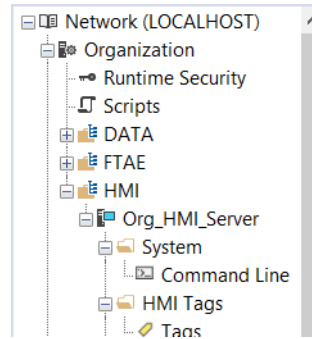 Network (LOCALHOST)
Organization
Runtime Security
Scripts
DATA
FTAE
HMI
Org_HMI_Server
System
Command Line
HMI Tags
Tags